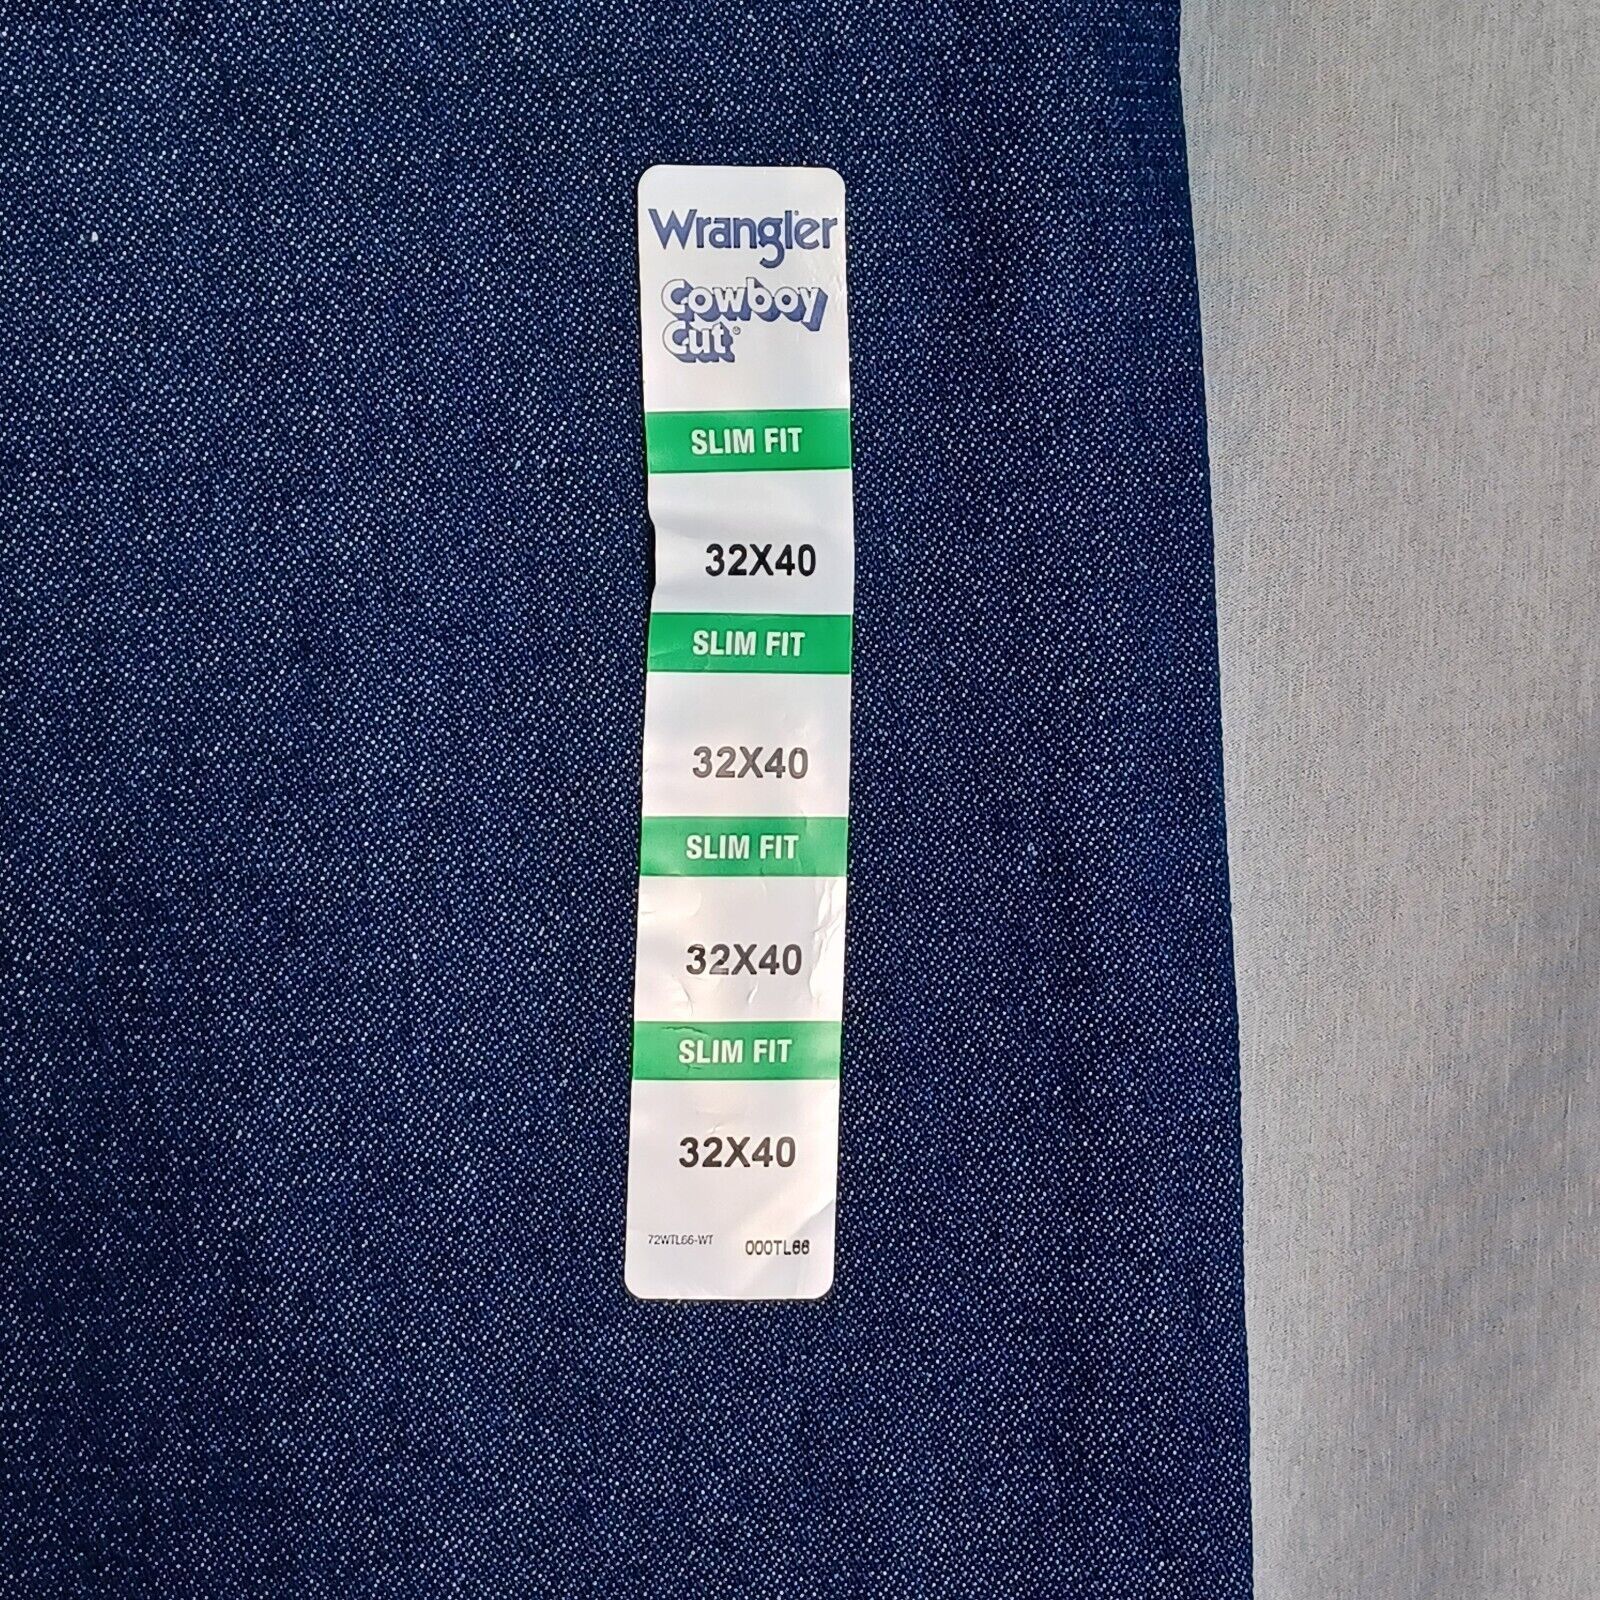 Wrangler
Cowboy
Cut®
SLIM FIT
32X40
SLIM FIT
32X40
SLIM FIT
32X40
SLIM FIT
32X40
72WTL66-WT 000TL66